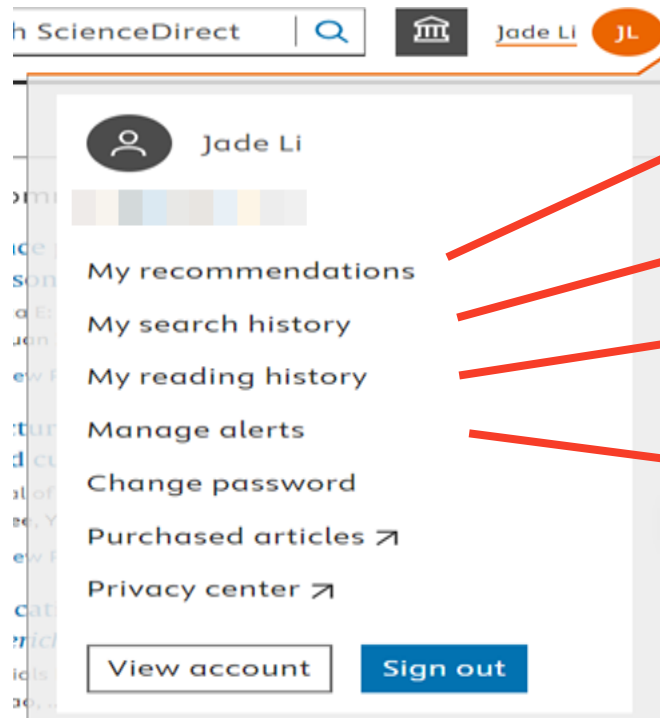 h ScienceDirect
Jade Li
JL
Jade Li
My recommendations
My search history
My reading history
Manage alerts
Change password
Purchased articles
Privacy center
View account
Sign out